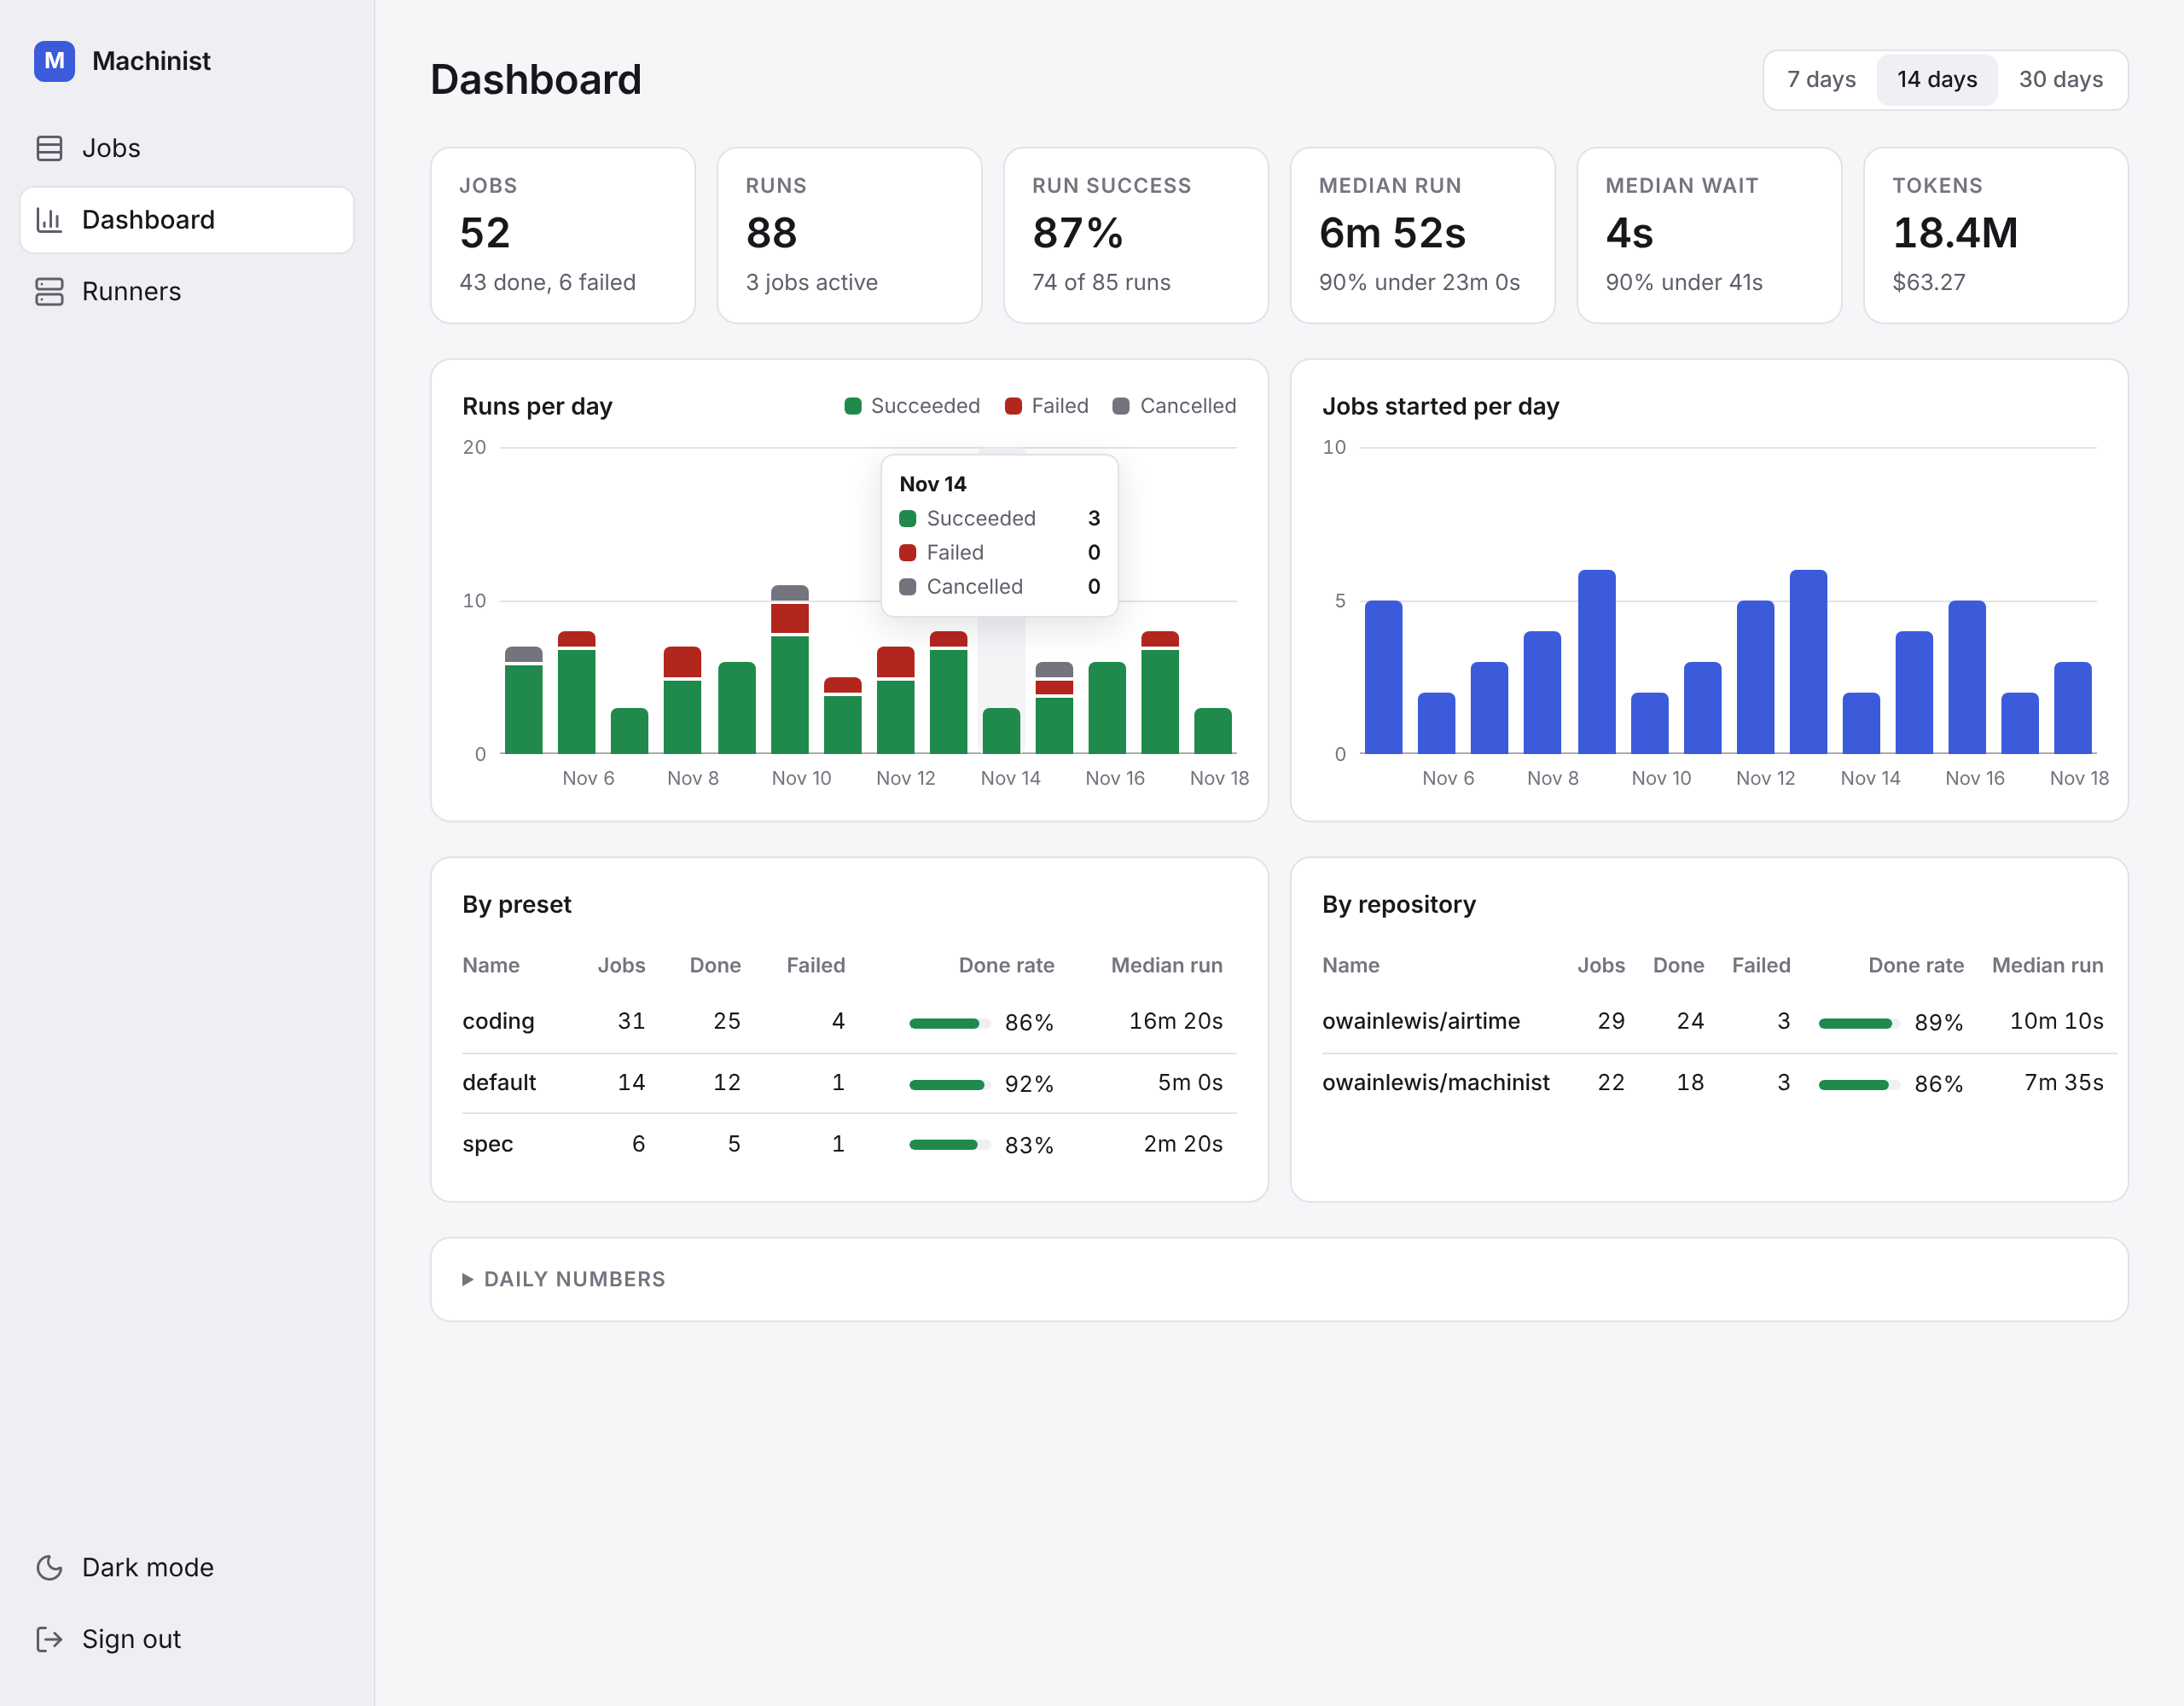 M Machinist
Jobs
Dashboard
Runners
Dark mode
Sign out
Dashboard
7 days 14 days 30 days
JOBS
52
43 done, 6 failed
RUNS
88
3 jobs active
RUN SUCCESS
87%
74 of 85 runs
MEDIAN RUN
6m 52s
90% under 23m 0s
MEDIAN WAIT
4s
90% under 41s
TOKENS
18.4M
$63.27
Runs per day
Succeeded Failed Cancelled
20
10
0
Nov 14
Succeeded 3
Failed 0
Cancelled 0
Nov 6 Nov 8 Nov 10 Nov 12 Nov 14 Nov 16 Nov 18
Jobs started per day
10
5
0
Nov 6 Nov 8 Nov 10 Nov 12 Nov 14 Nov 16 Nov 18
By preset
Name Jobs Done Failed Done rate Median run
coding 31 25 4 86% 16m 20s
default 14 12 1 92% 5m 0s
spec 6 5 1 83% 2m 20s
By repository
Name Jobs Done Failed Done rate Median run
owainlewis/airtime 29 24 3 89% 10m 10s
owainlewis/machinist 22 18 3 86% 7m 35s
DAILY NUMBERS